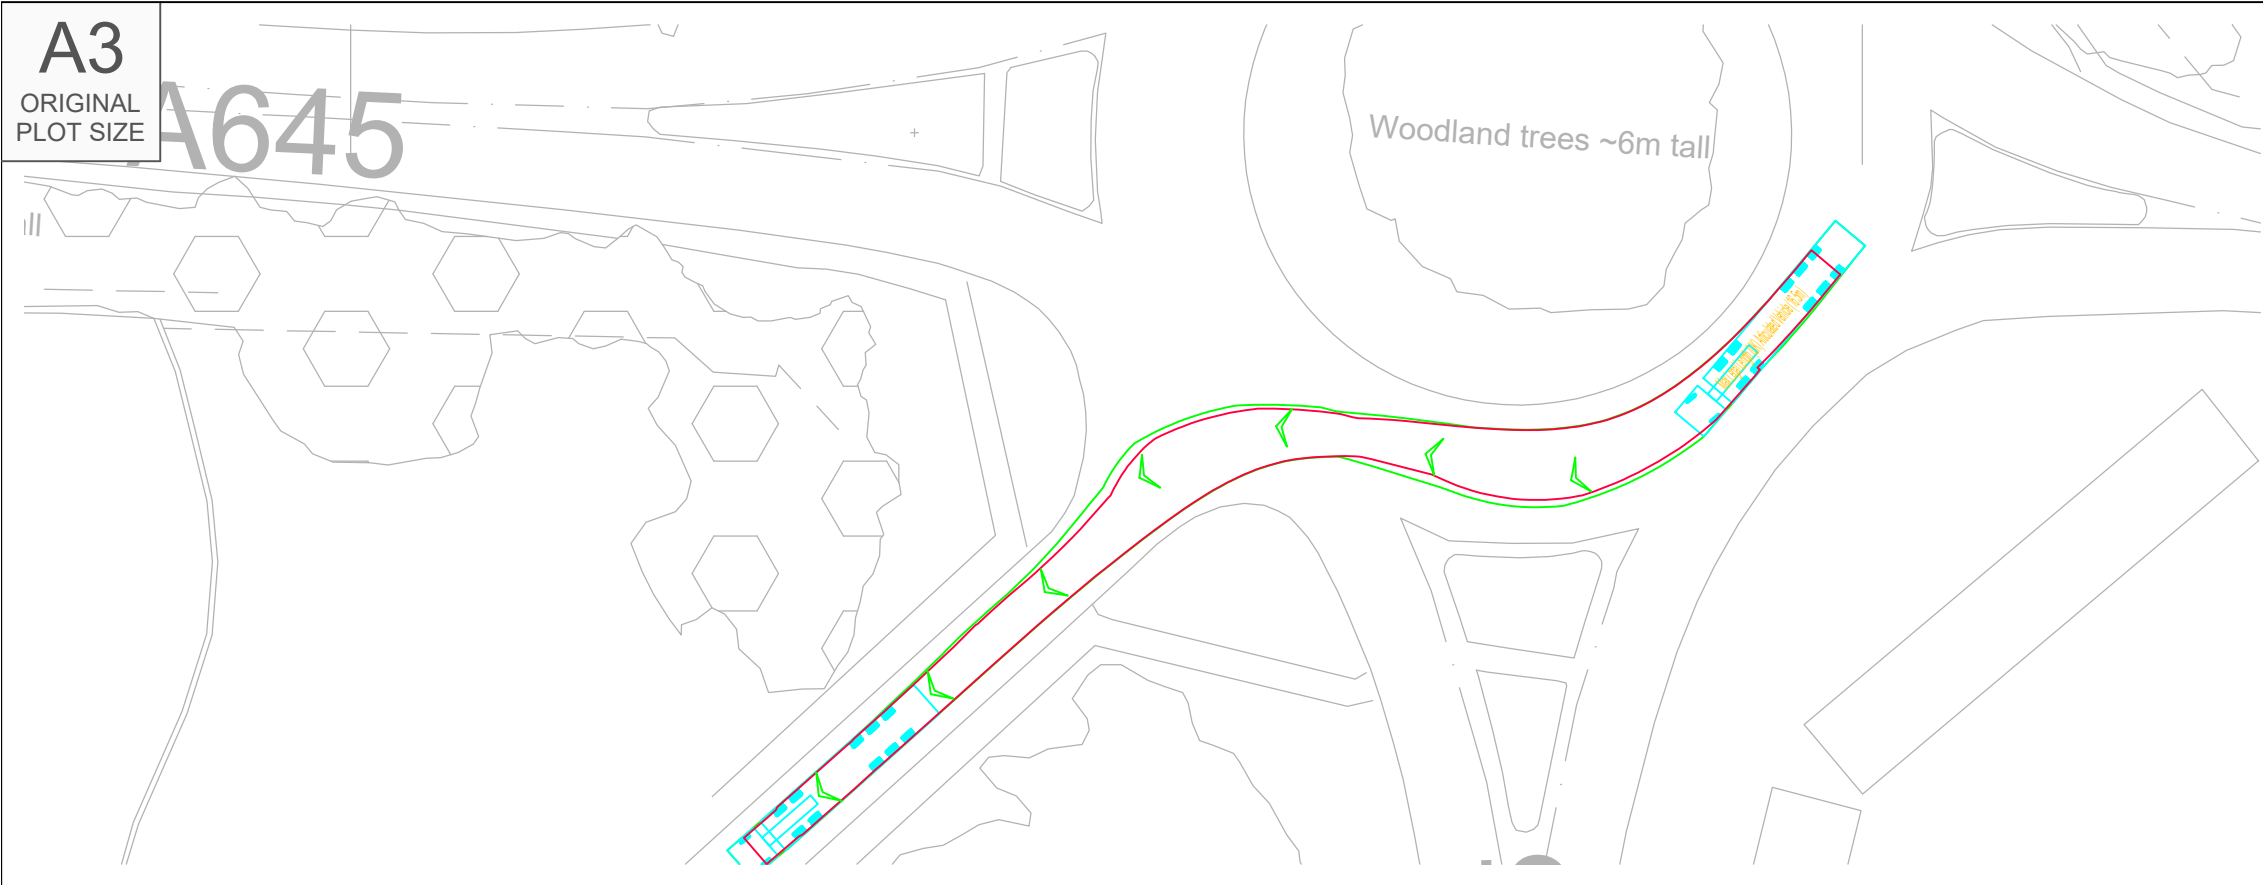 A3
ORIGINAL
PLOT SIZE
A645
Woodland trees ~6m tall